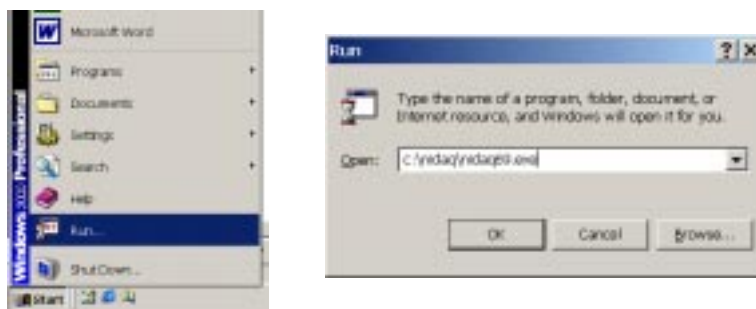 Microsoft Word
Programs
Documents
Settings
Search
Help
Run...
Shut Down...
Windows 2000 Professional
Start
Run
Type the name of a program, folder, document, or
Internet resource, and Windows will open it for you.
Open:
OK
Cancel
Browse...